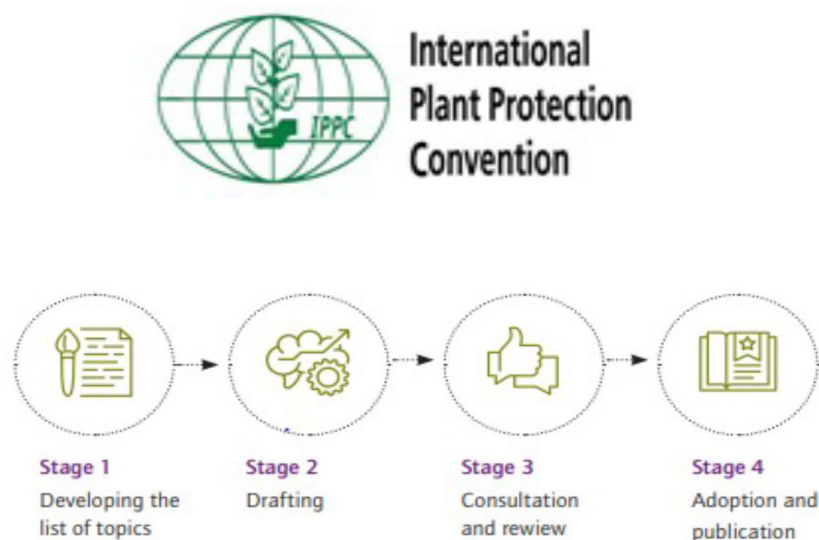 International
Plant Protection
Convention
IPPC
Stage 1
Developing the
list of topics
Stage 2
Drafting
Stage 3
Consultation
and rewiew
Stage 4
Adoption and
publication